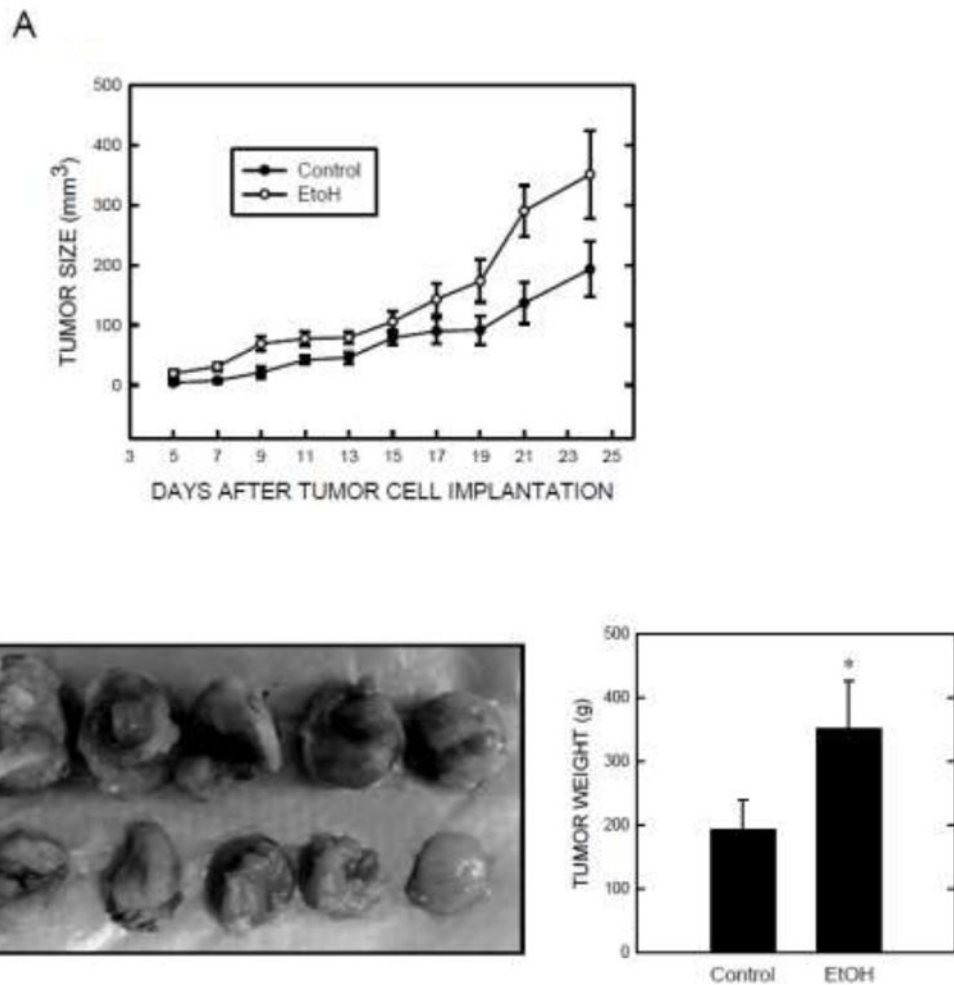 A
500
400
300
200
100
0
TUMOR SIZE (mm³)
Control
EtoH
3 5 7 9 11 13 15 17 19 21 23 25
DAYS AFTER TUMOR CELL IMPLANTATION
500
400
300
200
100
0
TUMOR WEIGHT (g)
*
Control EtOH